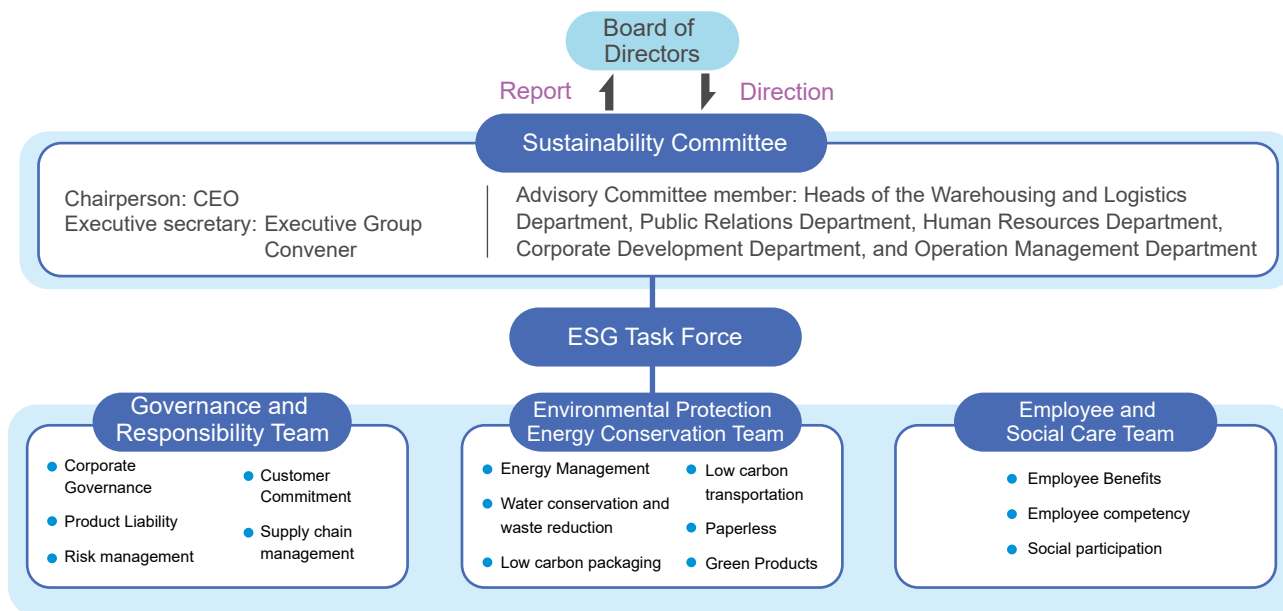 Board of
Directors
Report
Direction
Sustainability Committee
Chairperson: CEO
Executive secretary: Executive Group
Convener
Advisory Committee member: Heads of the Warehousing and Logistics
Department, Public Relations Department, Human Resources Department,
Corporate Development Department, and Operation Management Department
ESG Task Force
Governance and
Responsibility Team
Corporate
Governance
Product Liability
Risk management
Customer
Commitment
Supply chain
management
Environmental Protection
Energy Conservation Team
Energy Management
Water conservation and
waste reduction
Low carbon packaging
Low carbon
transportation
Paperless
Green Products
Employee and
Social Care Team
Employee Benefits
Employee competency
Social participation